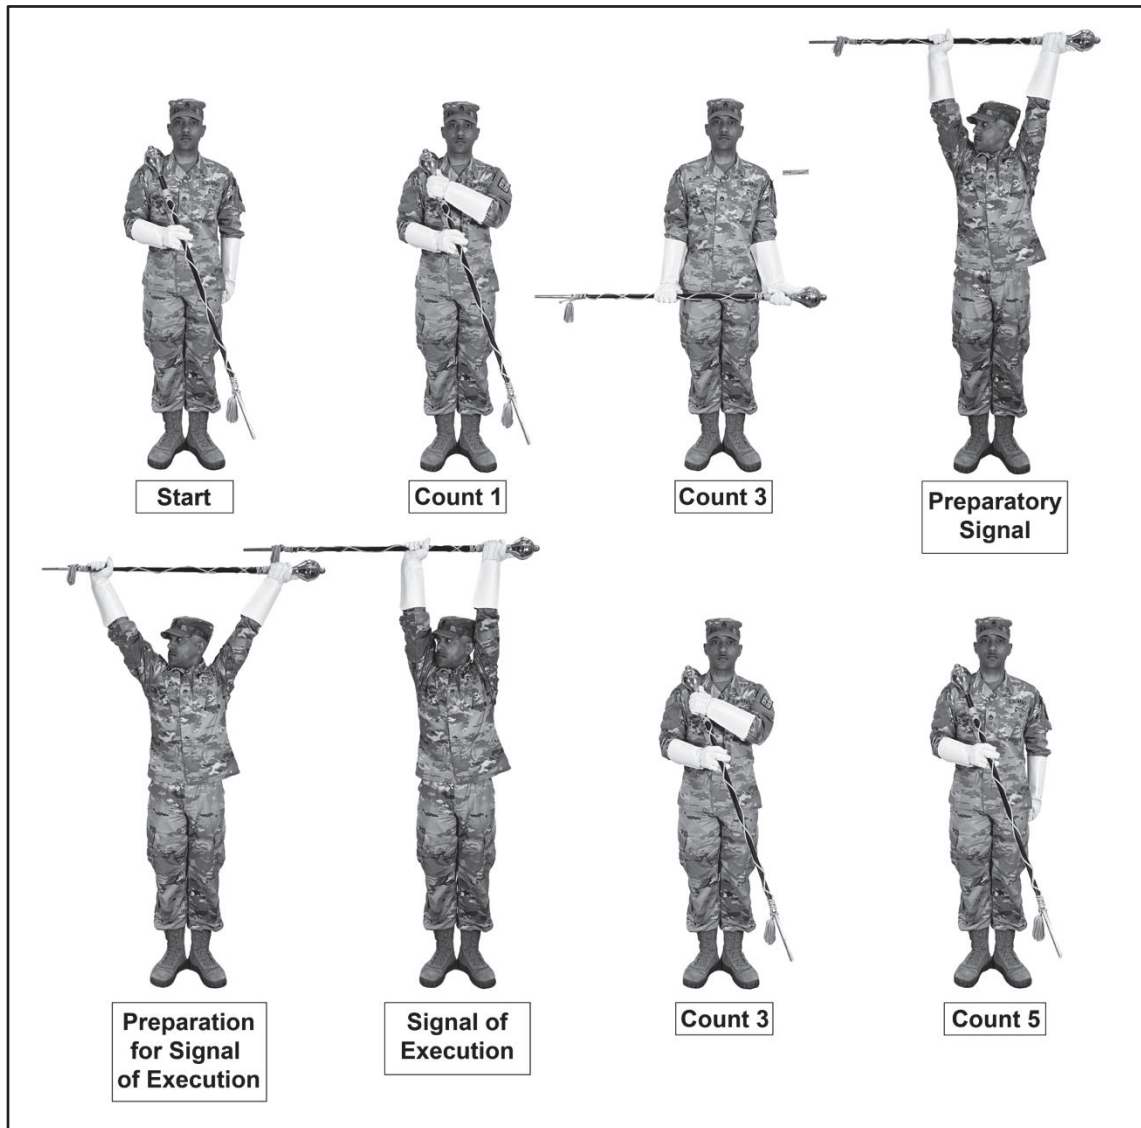 Start
Count 1
Count 3
Preparatory
Signal
Preparation
for Signal
of Execution
Signal of
Execution
Count 3
Count 5